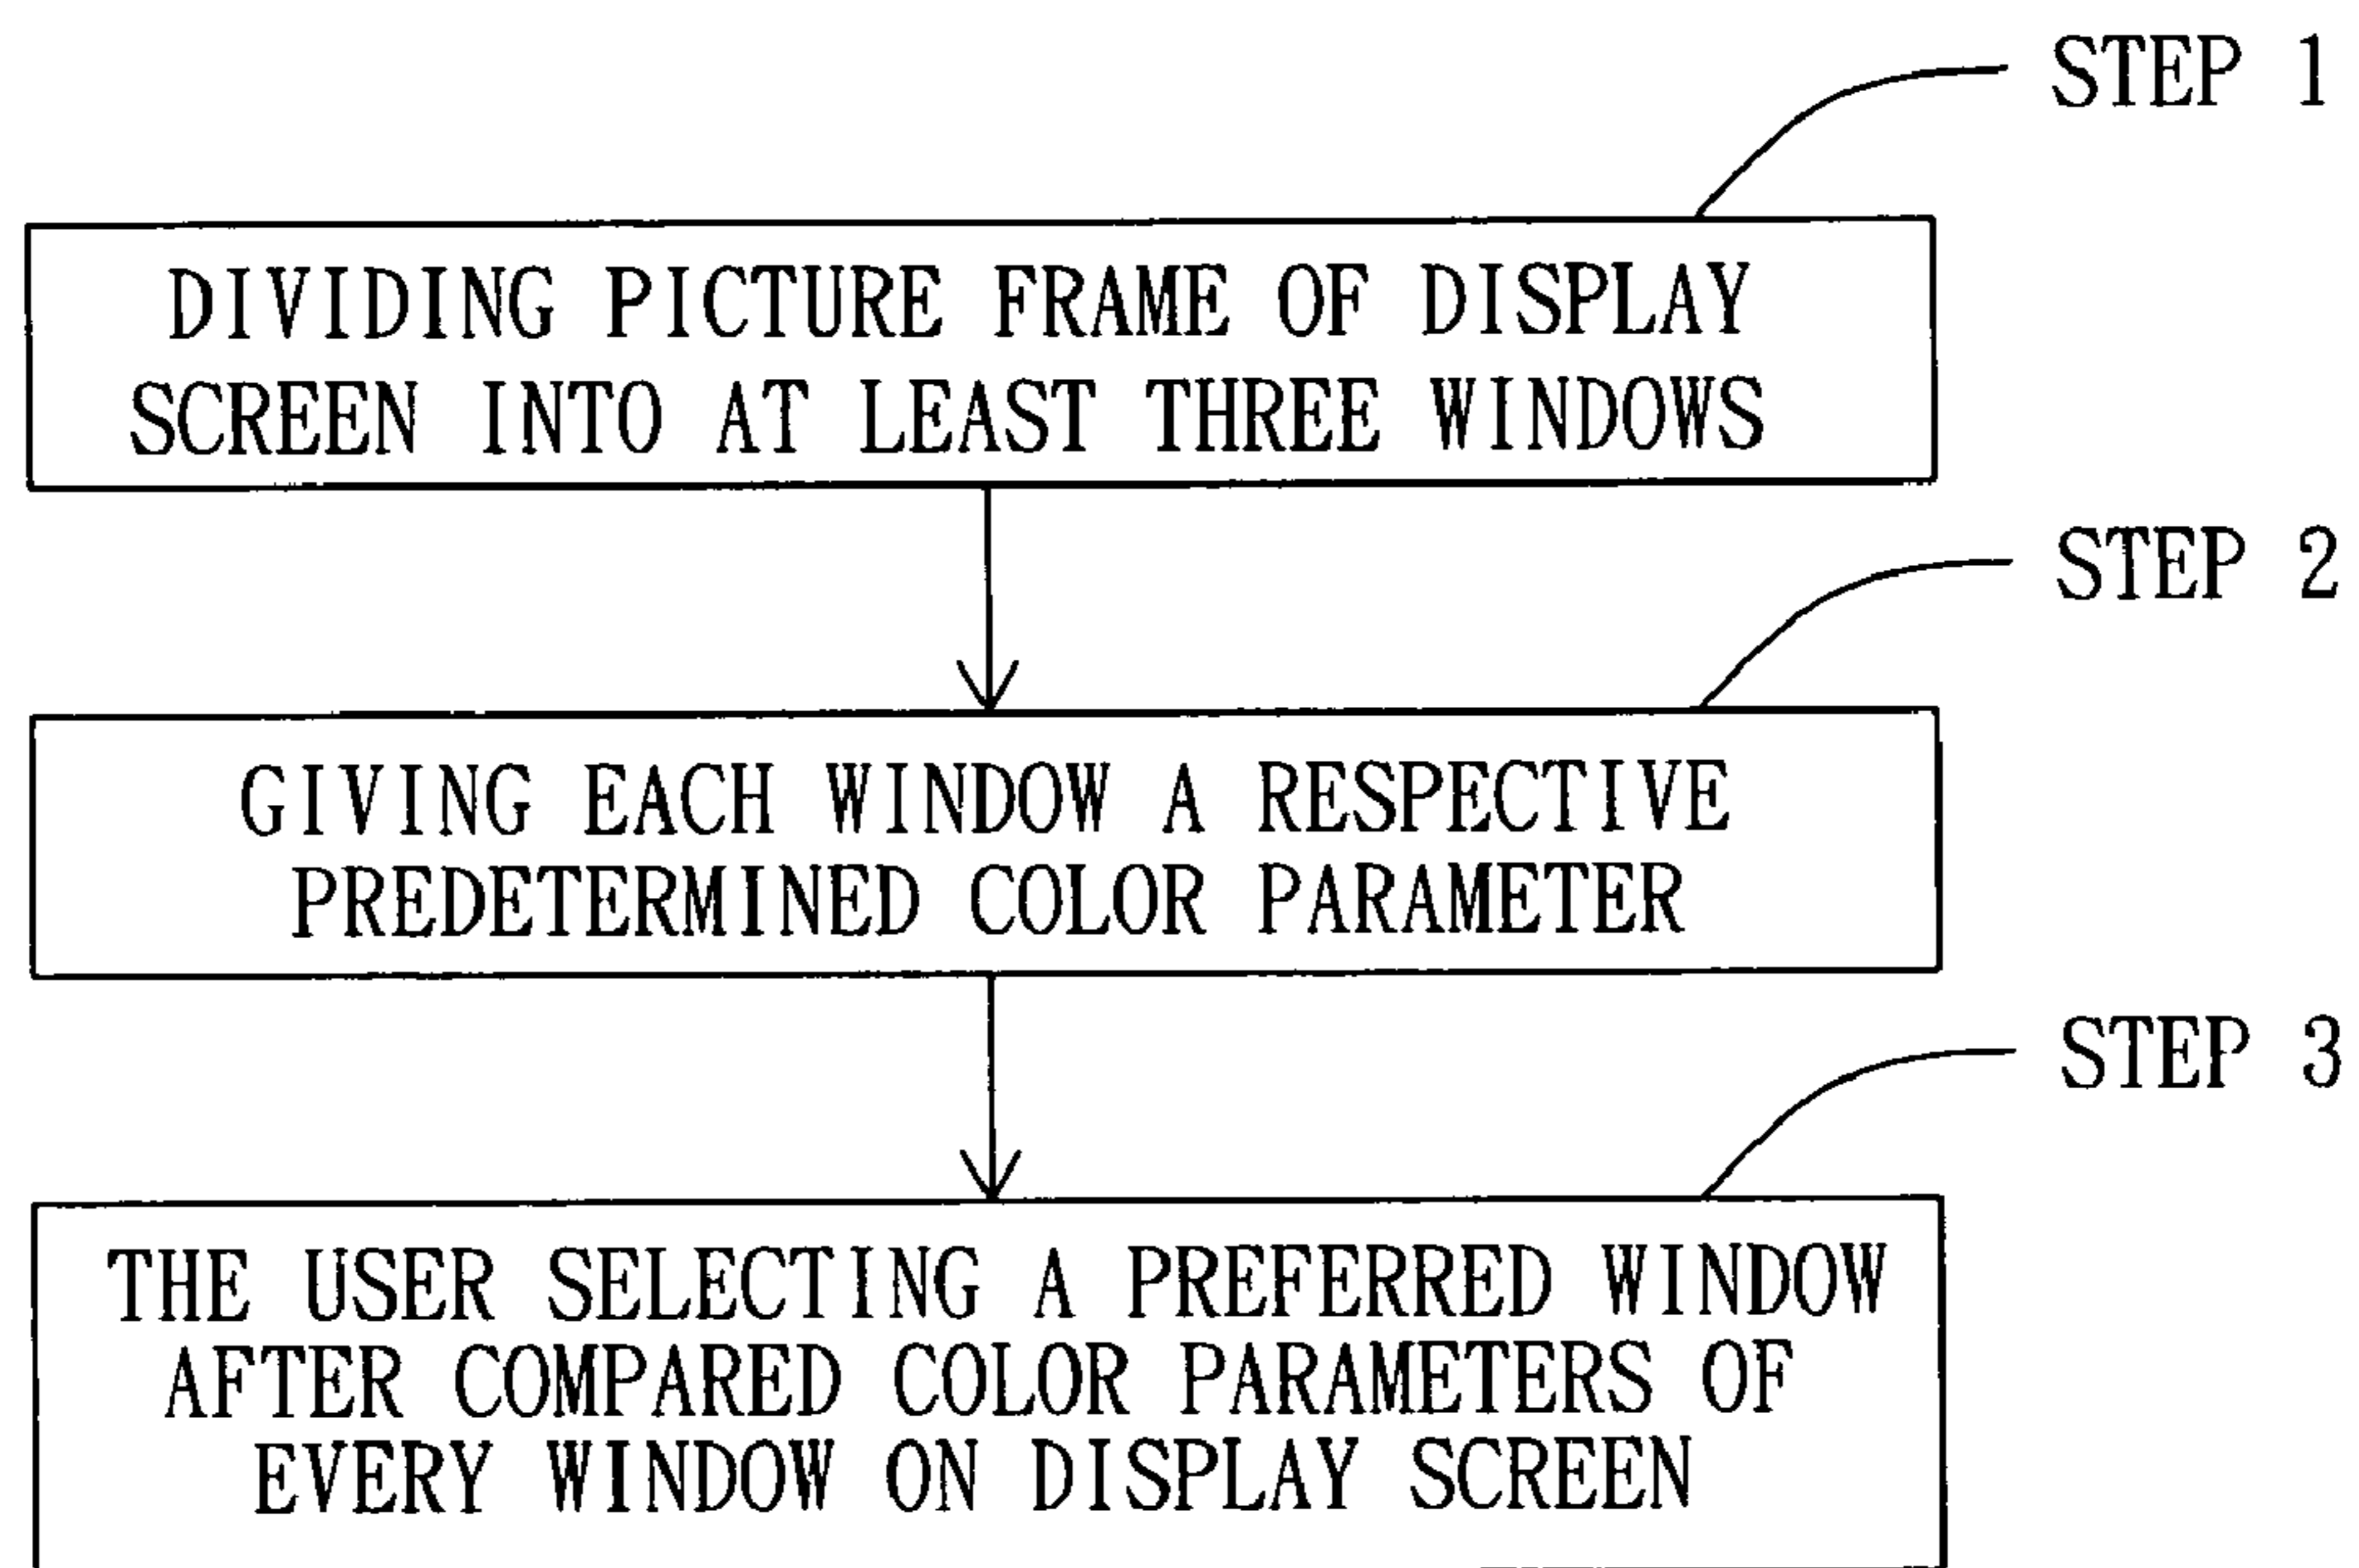 STEP 1
DIVIDING PICTURE FRAME OF DISPLAY
SCREEN INTO AT LEAST THREE WINDOWS
STEP 2
GIVING EACH WINDOW A RESPECTIVE
PREDETERMINED COLOR PARAMETER
STEP 3
THE USER SELECTING A PREFERRED WINDOW
AFTER COMPARED COLOR PARAMETERS OF
EVERY WINDOW ON DISPLAY SCREEN